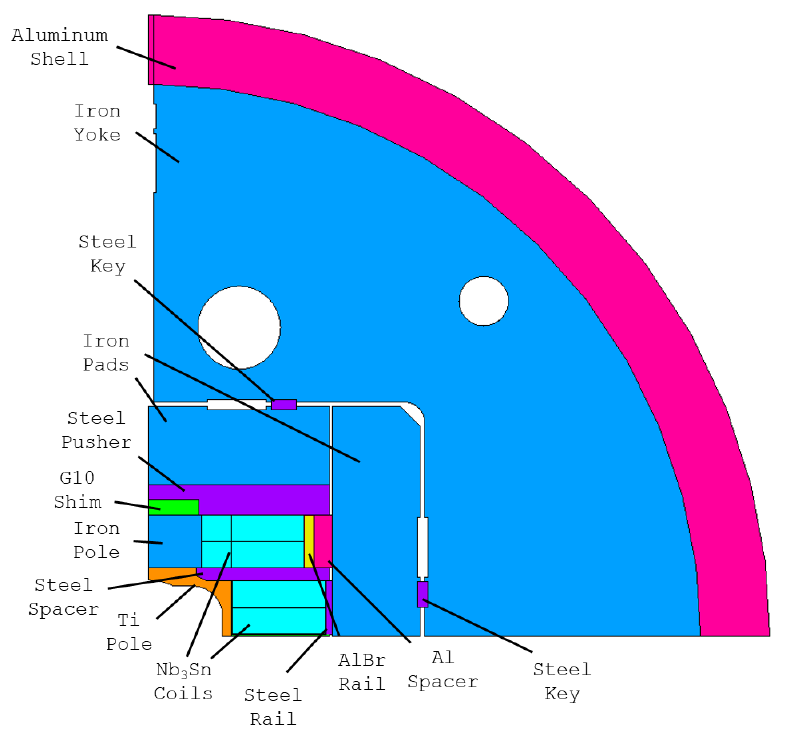 Aluminum
Shell
Iron
Yoke
Steel
Key
Iron
Pads
Steel
Pusher
G10
Shim
Iron
Pole
Steel
Spacer
Ti
Pole
Nb₃Sn
Coils
Steel
Rail
AlBr
Rail
Al
Spacer
Steel
Key